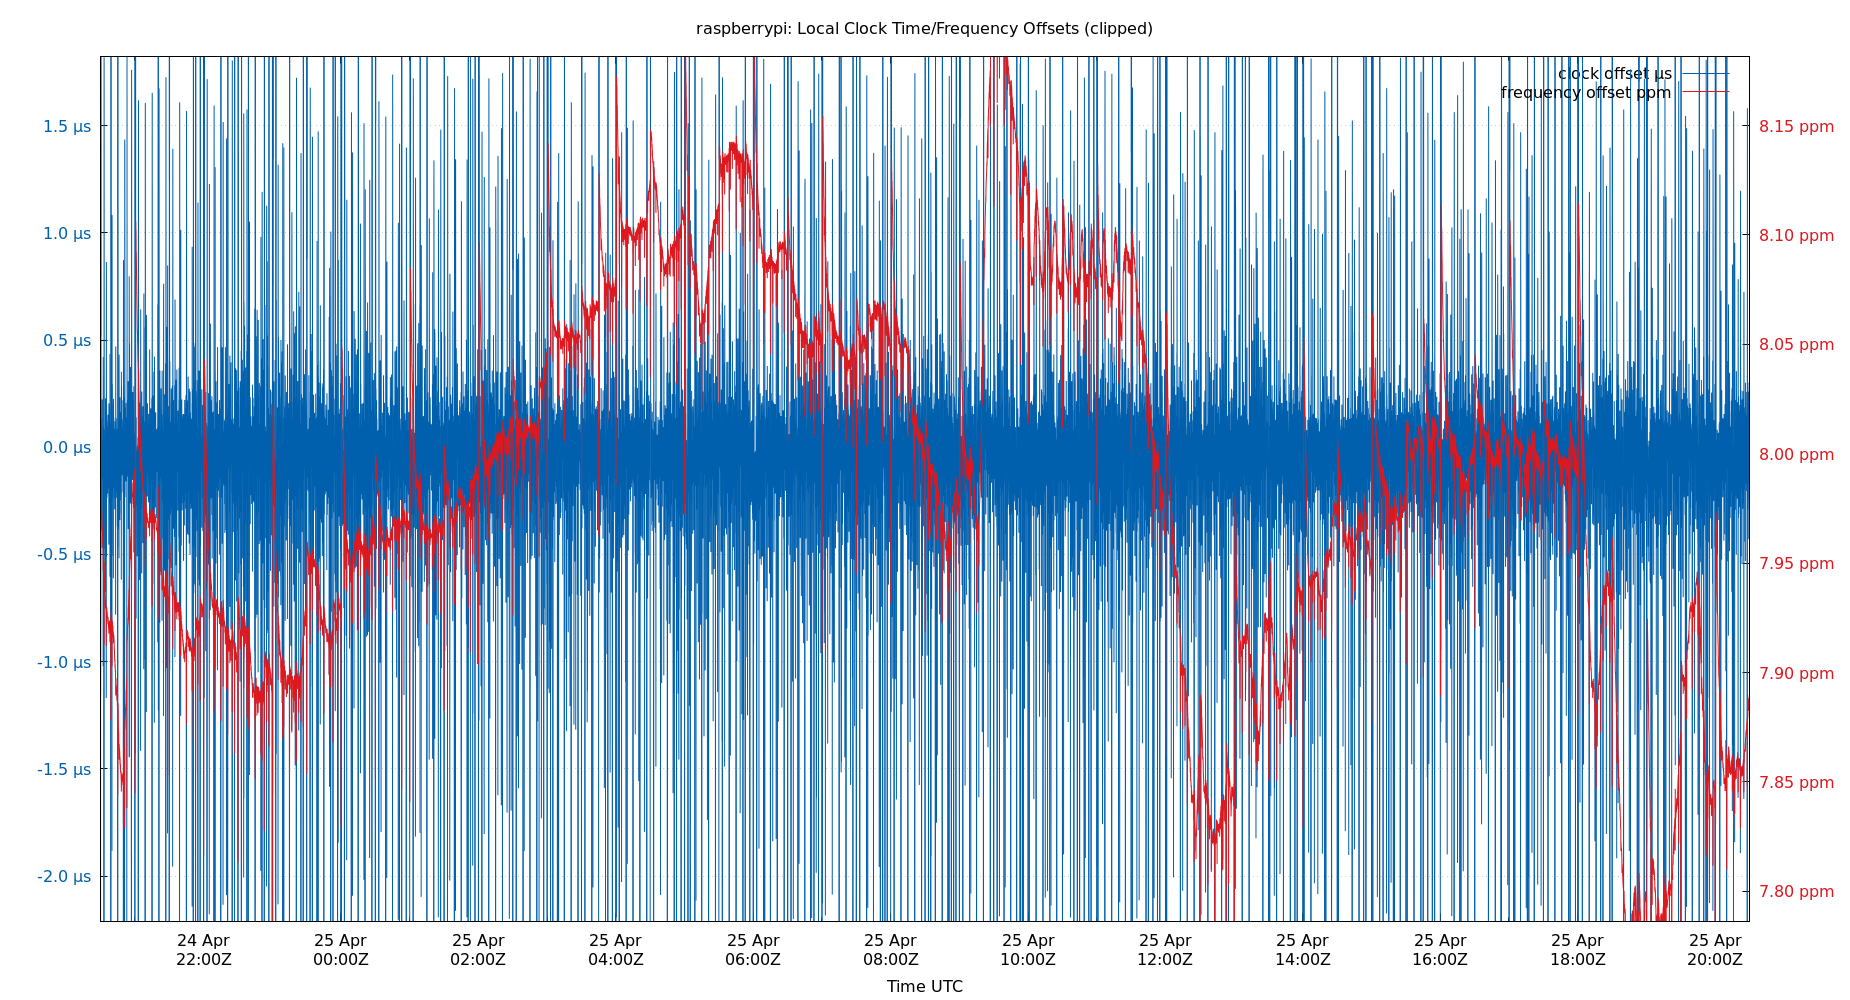 raspberrypi: Local Clock Time/Frequency Offsets (clipped)
clock offset µs
frequency offset ppm
1.5 µs
1.0 µs
0.5 µs
0.0 µs
-0.5 µs
-1.0 µs
-1.5 µs
-2.0 µs
8.15 ppm
8.10 ppm
8.05 ppm
8.00 ppm
7.95 ppm
7.90 ppm
7.85 ppm
7.80 ppm
24 Apr
22:00Z
25 Apr
00:00Z
25 Apr
02:00Z
25 Apr
04:00Z
25 Apr
06:00Z
25 Apr
08:00Z
25 Apr
10:00Z
25 Apr
12:00Z
25 Apr
14:00Z
25 Apr
16:00Z
25 Apr
18:00Z
25 Apr
20:00Z
Time UTC